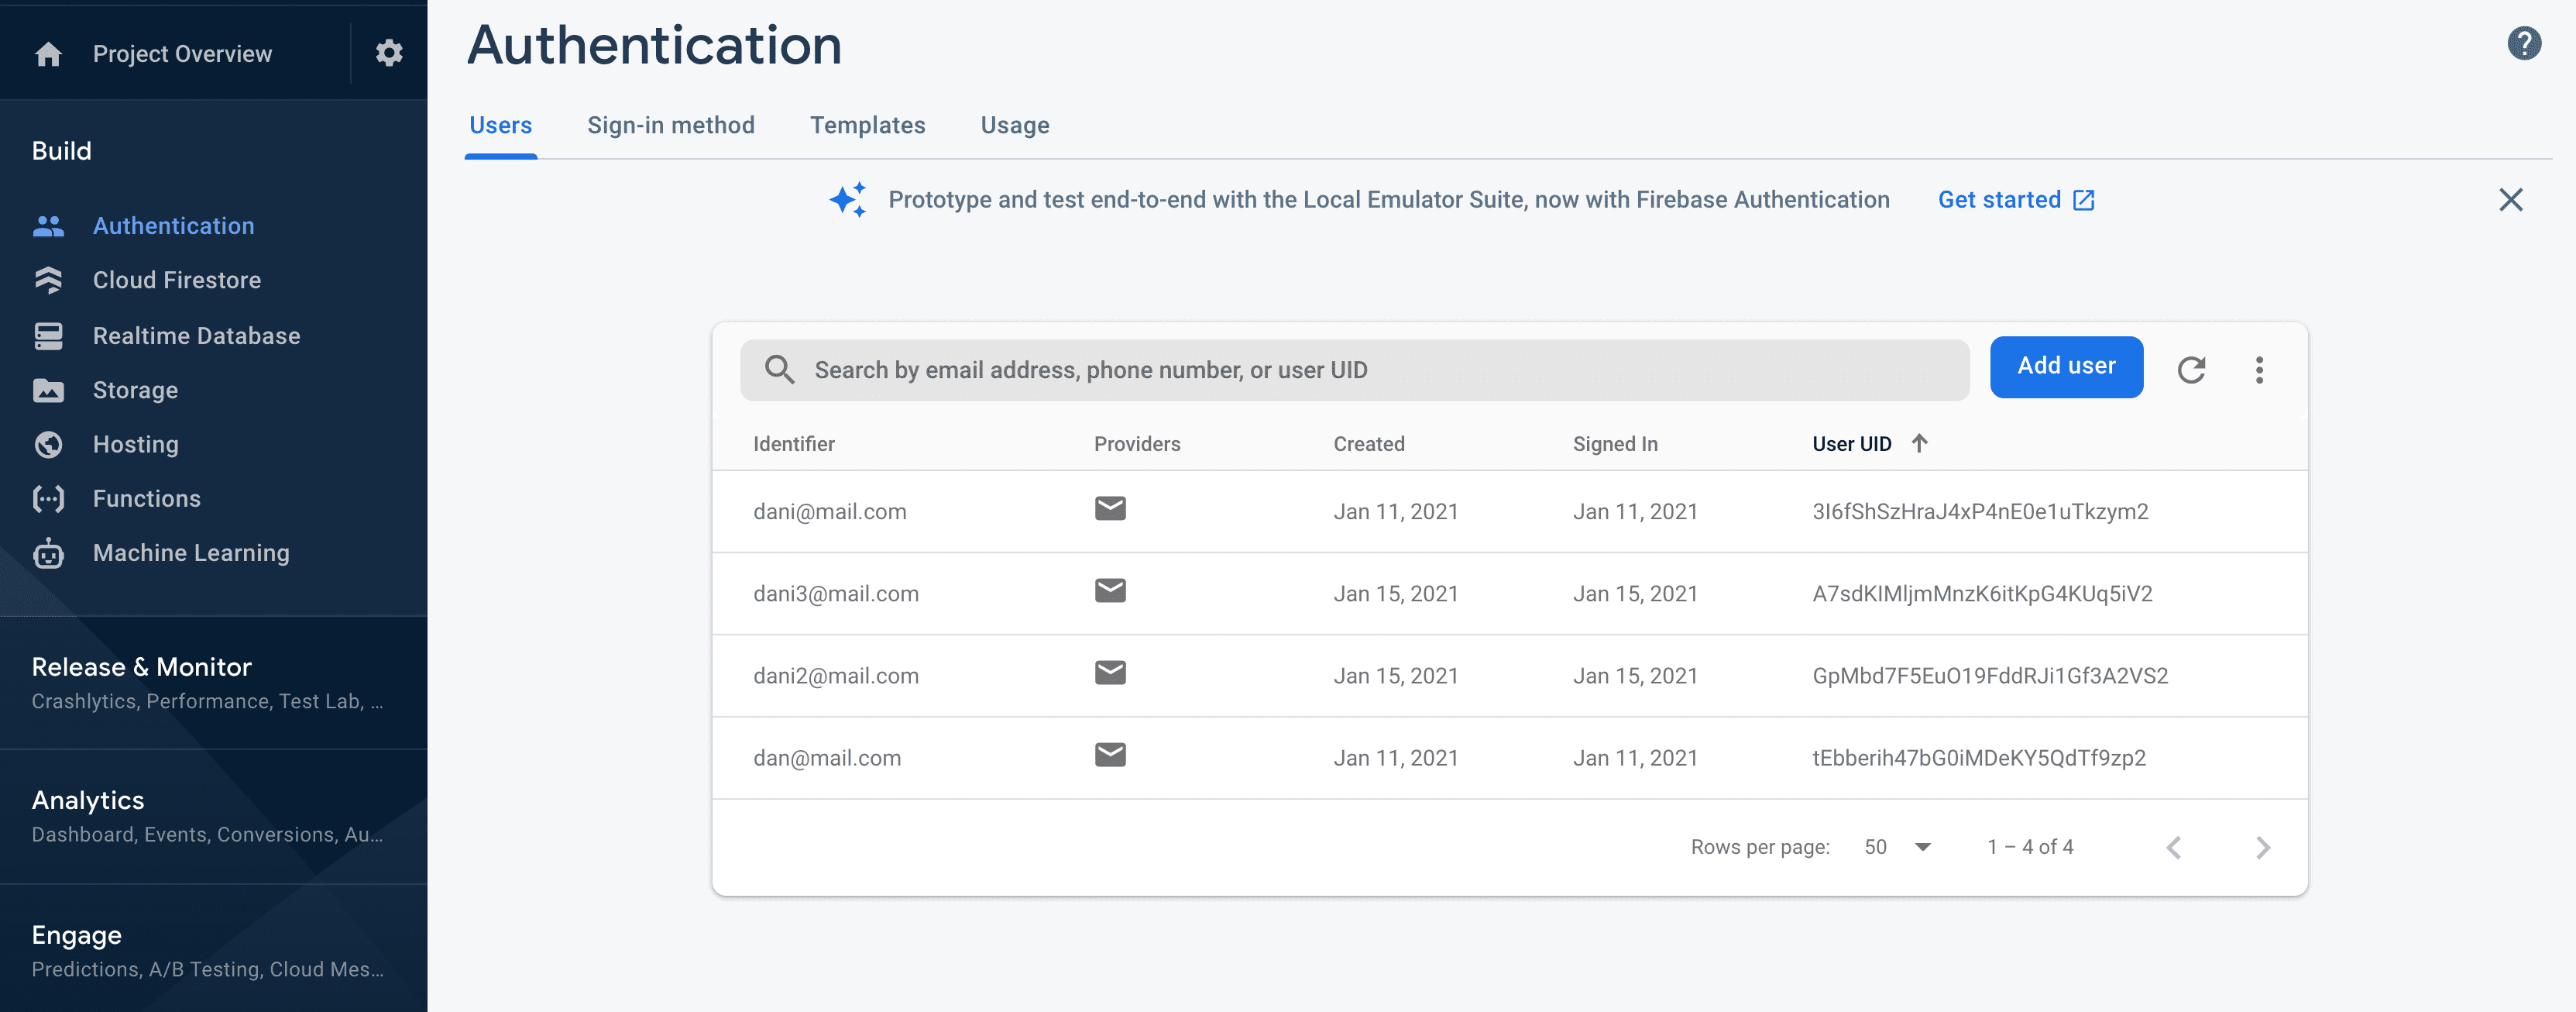 Project Overview
Build
Authentication
Cloud Firestore
Realtime Database
Storage
Hosting
Functions
Machine Learning
Release & Monitor
Crashlytics, Performance, Test Lab, ...
Analytics
Dashboard, Events, Conversions, Au...
Engage
Predictions, A/B Testing, Cloud Mes...
Authentication
Users Sign-in method Templates Usage
Prototype and test end-to-end with the Local Emulator Suite, now with Firebase Authentication Get started
Search by email address, phone number, or user UID Add user
Identifier Providers Created Signed In User UID
dani@mail.com Jan 11, 2021 Jan 11, 2021 3I6fShSzHraJ4xP4nE0e1uTkzym2
dani3@mail.com Jan 15, 2021 Jan 15, 2021 A7sdKIMljmMnzK6itKpG4KUq5iV2
dani2@mail.com Jan 15, 2021 Jan 15, 2021 GpMbd7F5EuO19FddRJi1Gf3A2VS2
dan@mail.com Jan 11, 2021 Jan 11, 2021 tEbberih47bG0iMDeKY5QdTf9zp2
Rows per page: 50 1 – 4 of 4